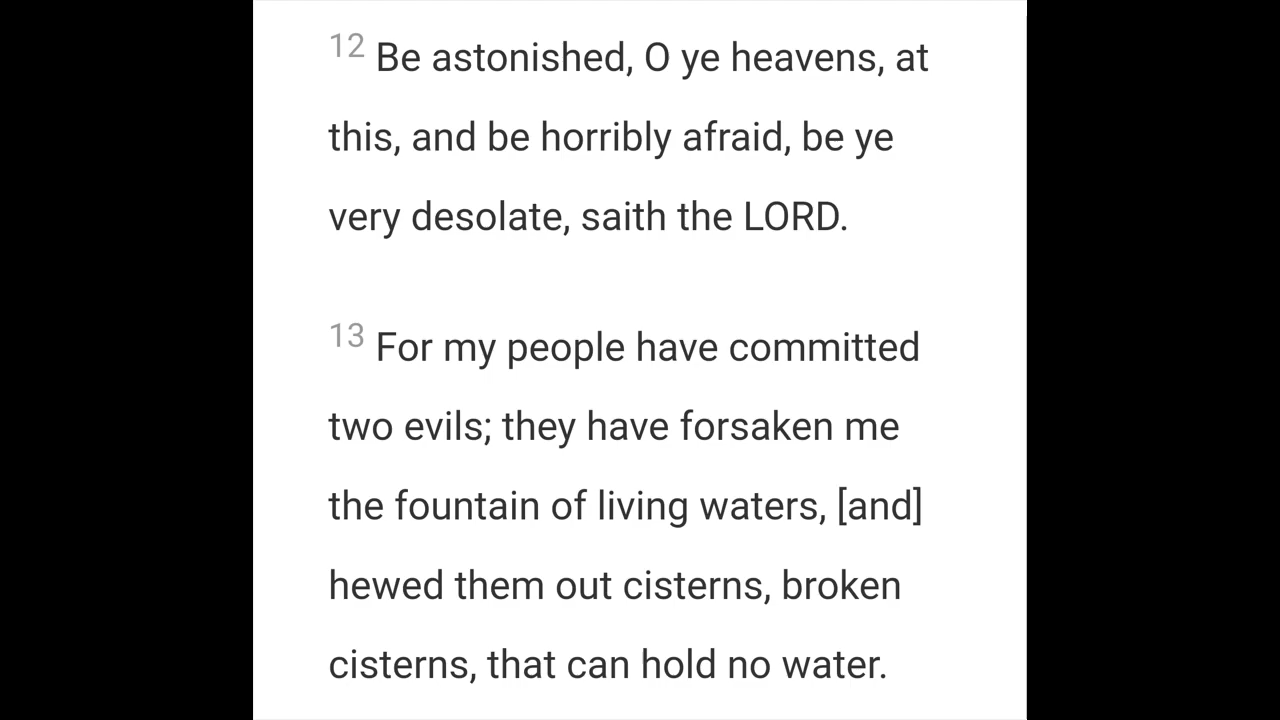 12 Be astonished, O ye heavens, at
this, and be horribly afraid, be ye
very desolate, saith the LORD.
13 For my people have committed
two evils; they have forsaken me
the fountain of living waters, [and]
hewed them out cisterns, broken
cisterns, that can hold no water.